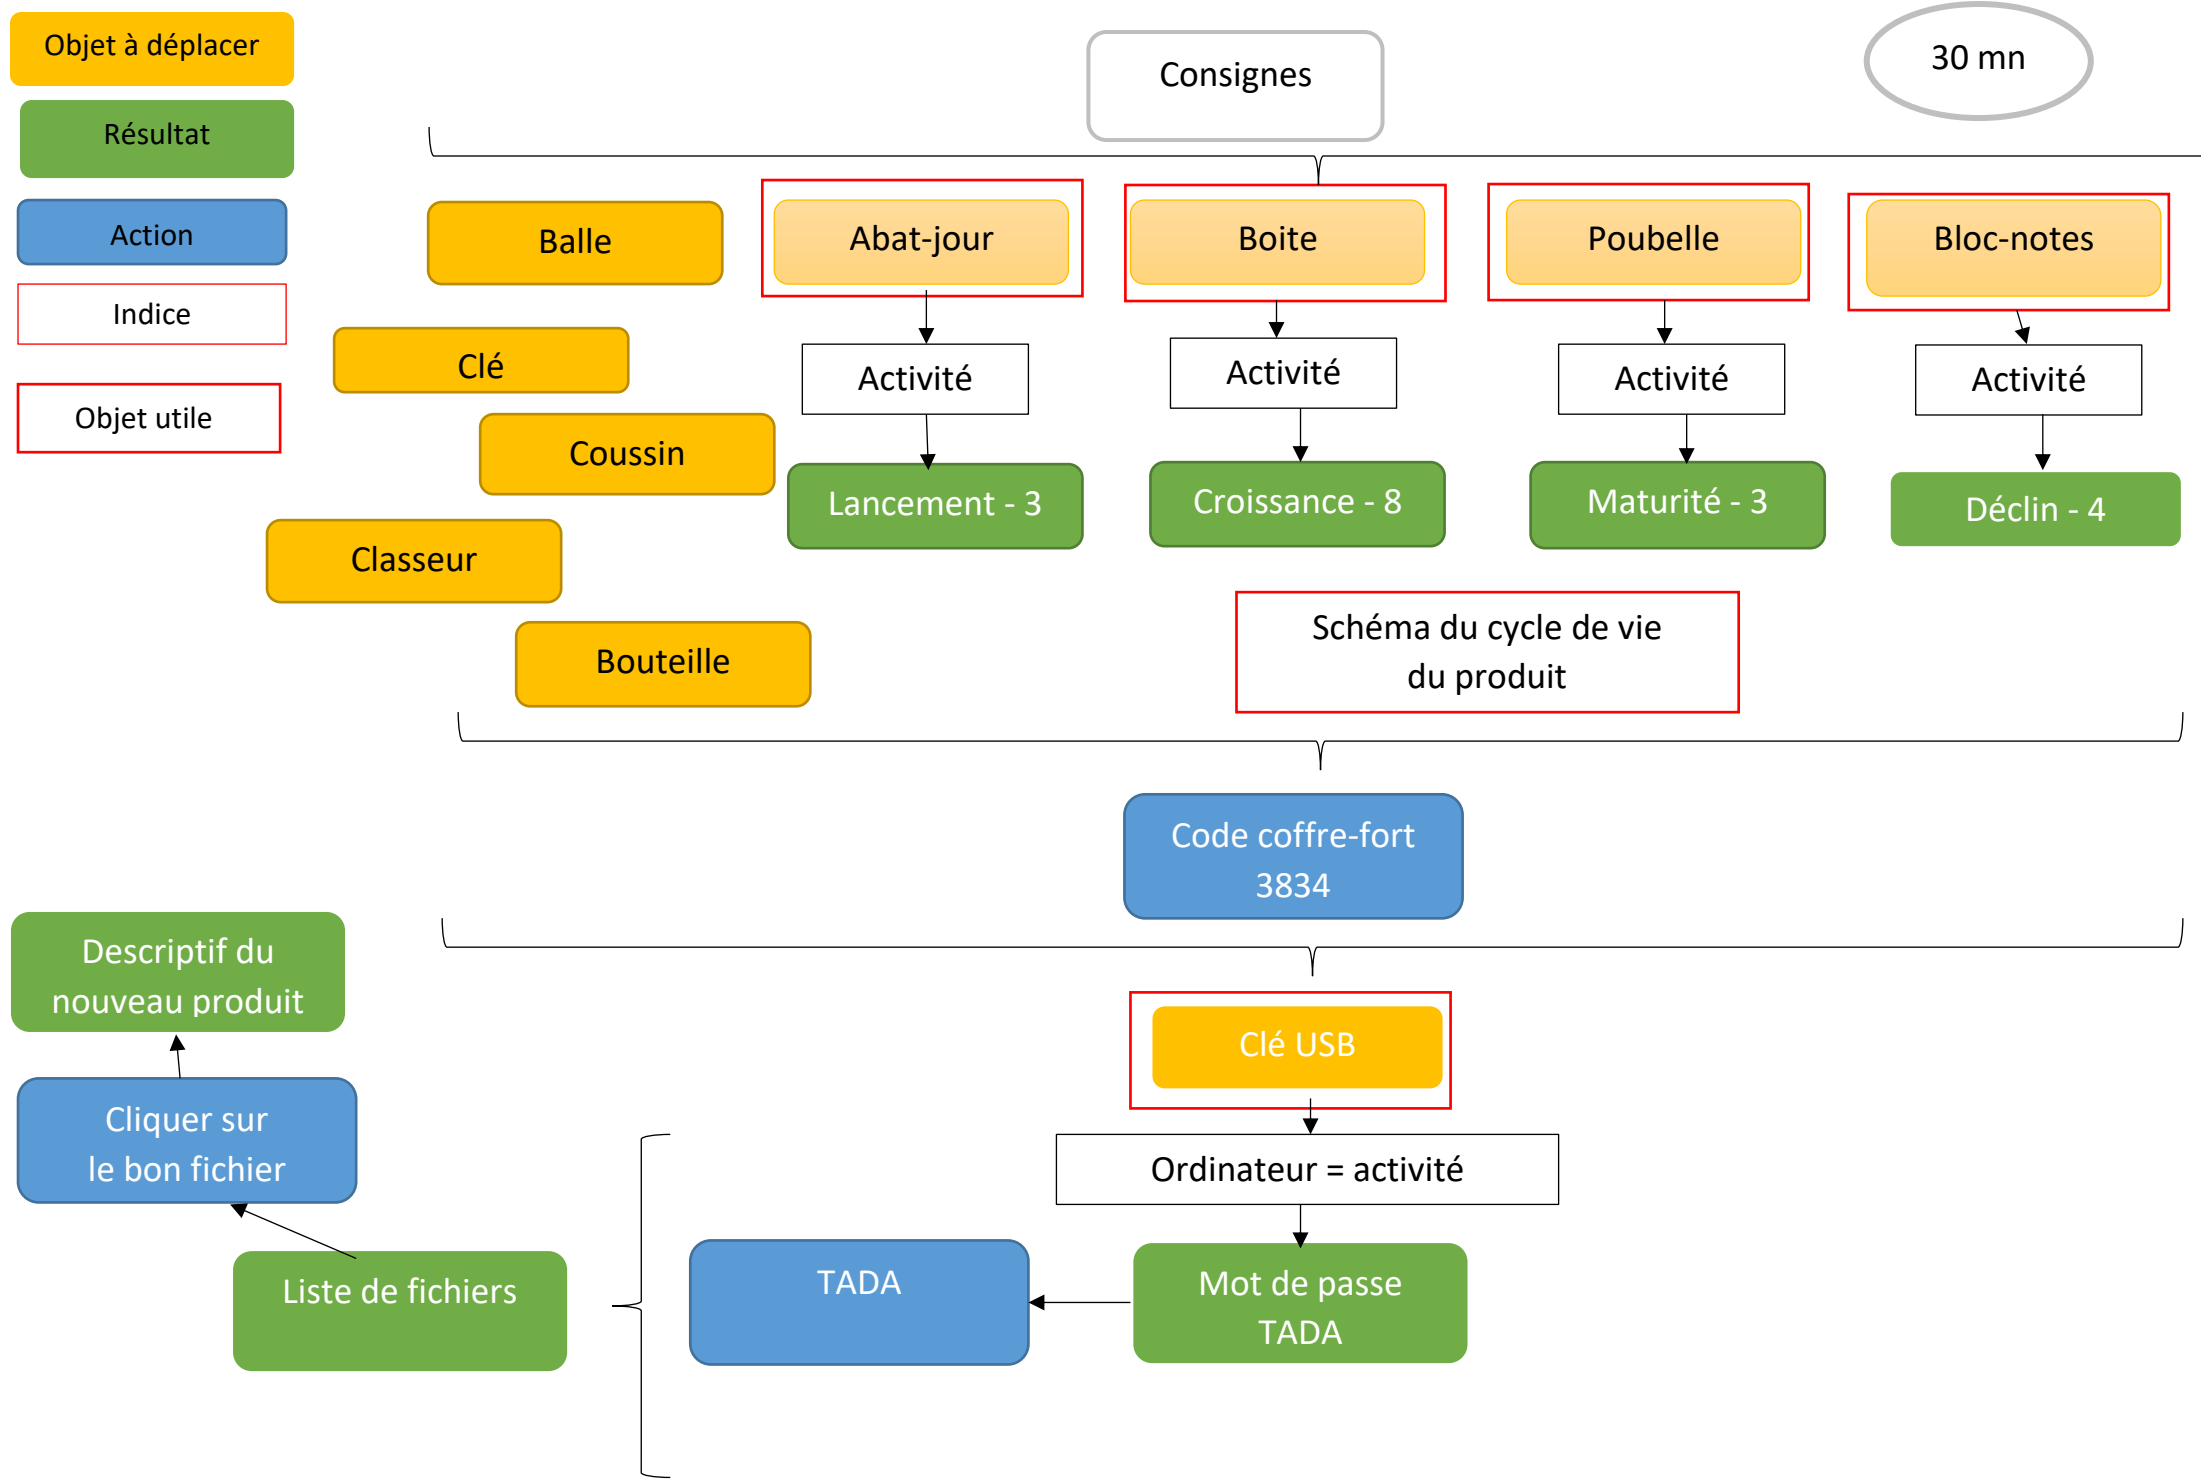 Objet à déplacer
Résultat
Action
Indice
Objet utile
Consignes
30 mn
Balle
Abat-jour
Boite
Poubelle
Bloc-notes
Clé
Activité
Activité
Activité
Activité
Coussin
Lancement - 3
Croissance - 8
Maturité - 3
Déclin - 4
Classeur
Bouteille
Schéma du cycle de vie
du produit
Code coffre-fort
3834
Clé USB
Ordinateur = activité
Mot de passe
TADA
TADA
Liste de fichiers
Cliquer sur
le bon fichier
Descriptif du
nouveau produit